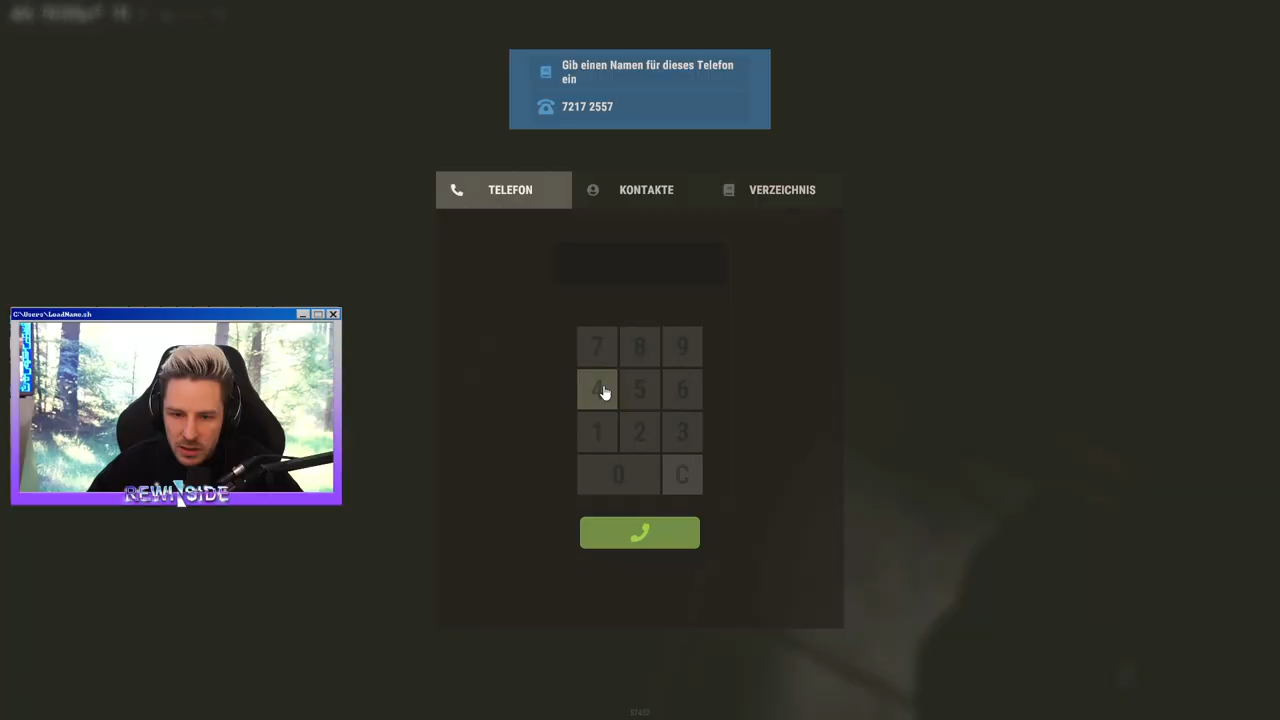 Gib einen Namen für dieses Telefon
ein
7217 2557
TELEFON
KONTAKTE
VERZEICHNIS
C:\Users\LoadName.sh
7 8 9
4 5 6
1 2 3
0 C
REWINSIDE